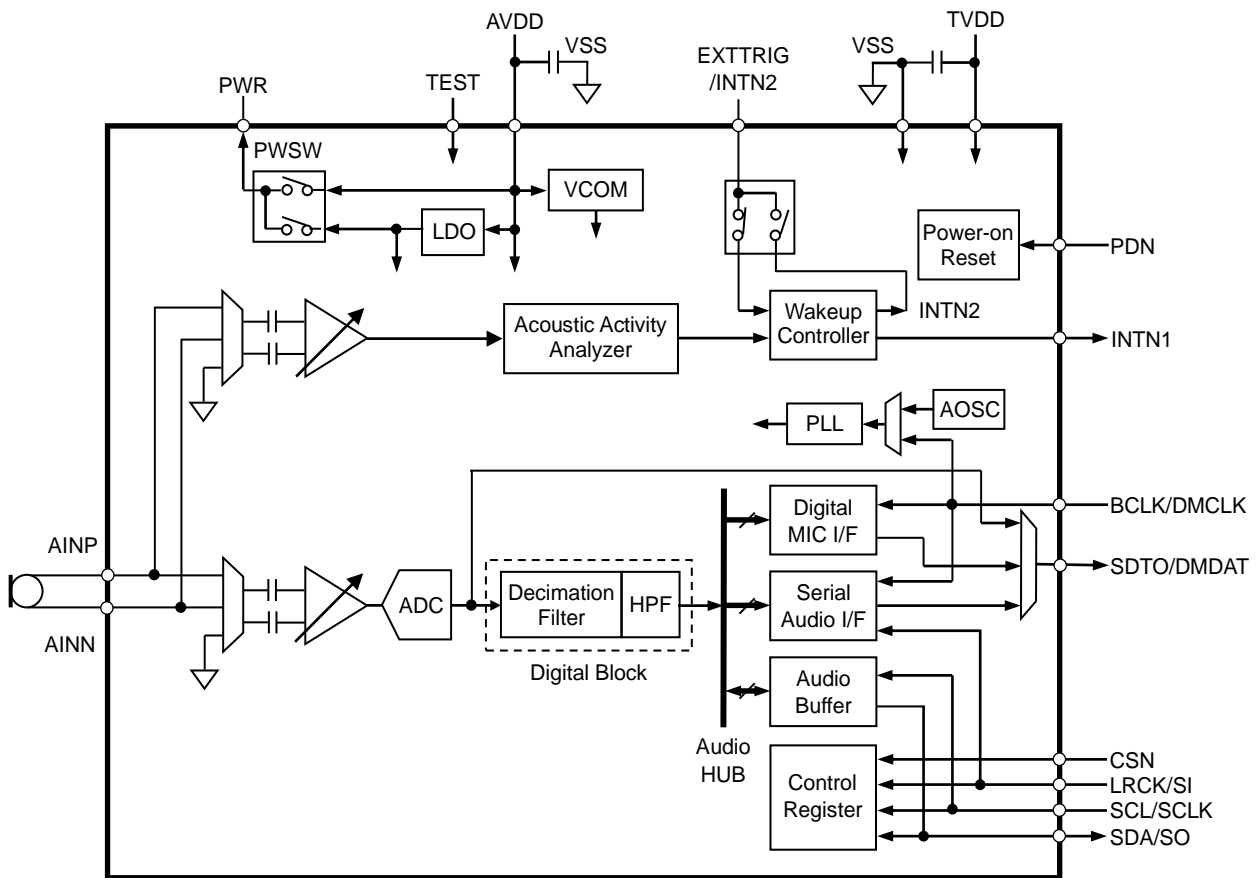 AVDD
TVDD
VSS
VSS
EXTTRIG
/INTN2
PWR
TEST
PWSW
VCOM
LDO
Power-on
Reset
PDN
Acoustic Activity
Analyzer
Wakeup
Controller
INTN2
INTN1
PLL
AOSC
Digital
MIC I/F
BCLK/DMCLK
AINP
SDTO/DMDAT
ADC
Decimation
Filter
HPF
Serial
Audio I/F
AINN
Digital Block
Audio
Buffer
Audio
HUB
Control
Register
CSN
LRCK/SI
SCL/SCLK
SDA/SO